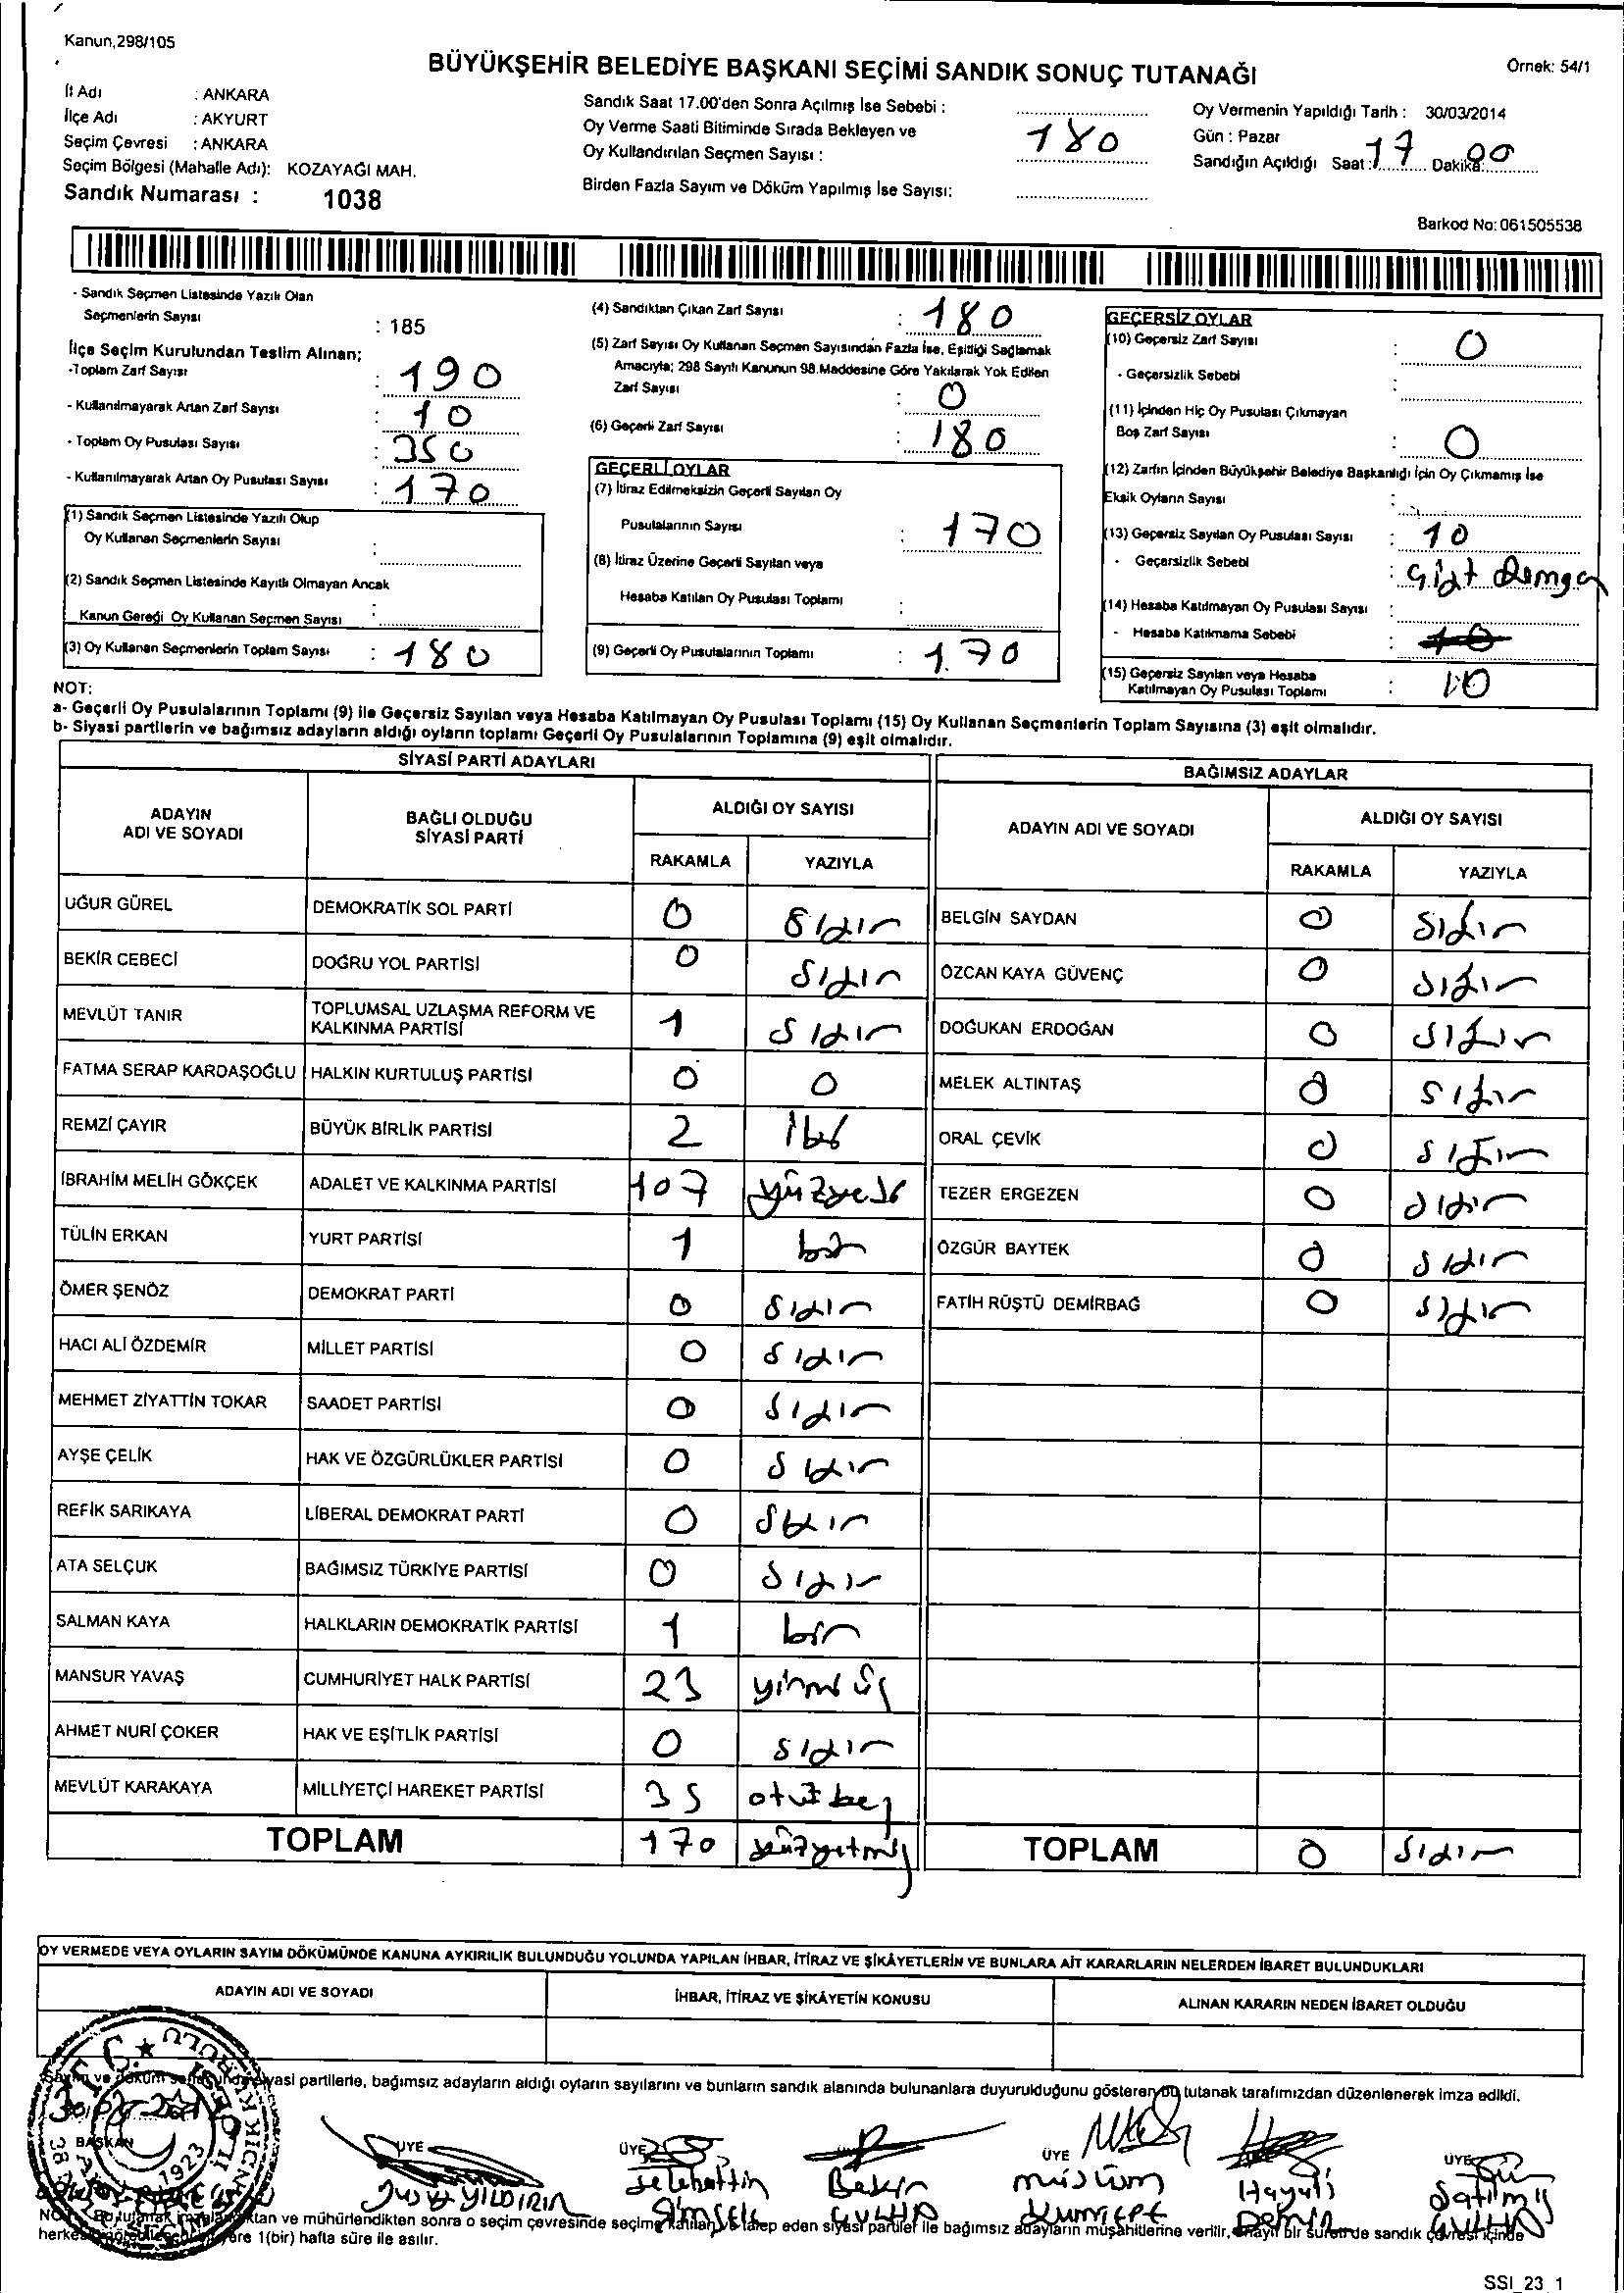 Kanun,298/105
BÜYÜKŞEHİR BELEDİYE BAŞKANI SEÇİMİ SANDIK SONUÇ TUTANAĞI
Örnek: 54/1
İl Adı : ANKARA
İlçe Adı : AKYURT
Seçim Çevresi : ANKARA
Seçim Bölgesi (Mahalle Adı): KOZAYAĞI MAH.
Sandık Numarası : 1038
Sandık Saat 17.00'den Sonra Açılmış İse Sebebi :
Oy Verme Saati Bitiminde Sırada Bekleyen ve
Oy Kullandırılan Seçmen Sayısı : 180
Birden Fazla Sayım ve Döküm Yapılmış İse Sayısı:
Oy Vermenin Yapıldığı Tarih : 30/03/2014
Gün : Pazar
Sandığın Açıldığı Saat : 17 Dakika: 00
Barkod No: 061505538
- Sandık Seçmen Listesinde Yazılı Olan
Seçmenlerin Sayısı : 185
İlçe Seçim Kurulundan Teslim Alınan;
-Toplam Zarf Sayısı : 190
- Kullanılmayarak Artan Zarf Sayısı : 10
- Toplam Oy Pusulası Sayısı : 350
- Kullanılmayarak Artan Oy Pusulası Sayısı : 170
(1) Sandık Seçmen Listesinde Yazılı Olup
Oy Kullanan Seçmenlerin Sayısı :
(2) Sandık Seçmen Listesinde Kayıtlı Olmayan Ancak
Kanun Gereği Oy Kullanan Seçmen Sayısı :
(3) Oy Kullanan Seçmenlerin Toplam Sayısı : 180
(4) Sandıktan Çıkan Zarf Sayısı : 180
(5) Zarf Sayısı Oy Kullanan Seçmen Sayısından Fazla İse, Eşitliği Sağlamak
Amacıyla; 298 Sayılı Kanunun 98.Maddesine Göre Yakılarak Yok Edilen
Zarf Sayısı : 0
(6) Geçerli Zarf Sayısı : 180
GEÇERLİ OYLAR
(7) İtiraz Edilmeksizin Geçerli Sayılan Oy
Pusulalarının Sayısı : 170
(8) İtiraz Üzerine Geçerli Sayılan veya
Hesaba Katılan Oy Pusulası Toplamı :
(9) Geçerli Oy Pusulalarının Toplamı : 170
GEÇERSİZ OYLAR
(10) Geçersiz Zarf Sayısı : 0
- Geçersizlik Sebebi :
(11) İçinden Hiç Oy Pusulası Çıkmayan
Boş Zarf Sayısı : 0
(12) Zarfın İçinden Büyükşehir Belediye Başkanlığı İçin Oy Çıkmamış İse
Eksik Oyların Sayısı :
(13) Geçersiz Sayılan Oy Pusulası Sayısı : 10
- Geçersizlik Sebebi : Çift Damga
(14) Hesaba Katılmayan Oy Pusulası Sayısı :
- Hesaba Katılmama Sebebi : 10
(15) Geçersiz Sayılan veya Hesaba
Katılmayan Oy Pusulası Toplamı : 10
NOT:
a- Geçerli Oy Pusulalarının Toplamı (9) ile Geçersiz Sayılan veya Hesaba Katılmayan Oy Pusulası Toplamı (15) Oy Kullanan Seçmenlerin Toplam Sayısına (3) eşit olmalıdır.
b- Siyasi partilerin ve bağımsız adayların aldığı oyların toplamı Geçerli Oy Pusulalarının Toplamına (9) eşit olmalıdır.
SİYASİ PARTİ ADAYLARI
BAĞIMSIZ ADAYLAR
ADAYIN ADI VE SOYADI BAĞLI OLDUĞU SİYASİ PARTİ ALDIĞI OY SAYISI
RAKAMLA YAZIYLA
ADAYIN ADI VE SOYADI ALDIĞI OY SAYISI
RAKAMLA YAZIYLA
UĞUR GÜREL DEMOKRATİK SOL PARTİ 0 sıfır BELGİN SAYDAN 0 sıfır
BEKİR CEBECİ DOĞRU YOL PARTİSİ 0 sıfır ÖZCAN KAYA GÜVENÇ 0 sıfır
MEVLÜT TANIR TOPLUMSAL UZLAŞMA REFORM VE KALKINMA PARTİSİ 1 sıfır DOĞUKAN ERDOĞAN 0 sıfır
FATMA SERAP KARDAŞOĞLU HALKIN KURTULUŞ PARTİSİ 0 0 MELEK ALTINTAŞ 0 sıfır
REMZİ ÇAYIR BÜYÜK BİRLİK PARTİSİ 2 iki ORAL ÇEVİK 0 sıfır
İBRAHİM MELİH GÖKÇEK ADALET VE KALKINMA PARTİSİ 107 yüzyedi TEZER ERGEZEN 0 sıfır
TÜLİN ERKAN YURT PARTİSİ 1 bir ÖZGÜR BAYTEK 0 sıfır
ÖMER ŞENÖZ DEMOKRAT PARTİ 0 sıfır FATİH RÜŞTÜ DEMİRBAĞ 0 sıfır
HACI ALİ ÖZDEMİR MİLLET PARTİSİ 0 sıfır
MEHMET ZİYATTİN TOKAR SAADET PARTİSİ 0 sıfır
AYŞE ÇELİK HAK VE ÖZGÜRLÜKLER PARTİSİ 0 sıfır
REFİK SARIKAYA LİBERAL DEMOKRAT PARTİ 0 sıfır
ATA SELÇUK BAĞIMSIZ TÜRKİYE PARTİSİ 0 sıfır
SALMAN KAYA HALKLARIN DEMOKRATİK PARTİSİ 1 bir
MANSUR YAVAŞ CUMHURİYET HALK PARTİSİ 23 yirmi üç
AHMET NURİ ÇOKER HAK VE EŞİTLİK PARTİSİ 0 sıfır
MEVLÜT KARAKAYA MİLLİYETÇİ HAREKET PARTİSİ 35 otuz beş
TOPLAM 170 yüzyetmiş TOPLAM 0 sıfır
OY VERMEDE VEYA OYLARIN SAYIM DÖKÜMÜNDE KANUNA AYKIRILIK BULUNDUĞU YOLUNDA YAPILAN İHBAR, İTİRAZ VE ŞİKÂYETLERİN VE BUNLARA AİT KARARLARIN NELERDEN İBARET BULUNDUKLARI
ADAYIN ADI VE SOYADI İHBAR, İTİRAZ VE ŞİKÂYETİN KONUSU ALINAN KARARIN NEDEN İBARET OLDUĞU
Sayım ve döküm sonucunda siyasi partilerle, bağımsız adayların aldığı oyların sayılarını ve bunların sandık alanında bulunanlara duyurulduğunu gösteren bu tutanak tarafımızdan düzenlenerek imza edildi.
T.C. 1923
BAŞKAN ÜYE ÜYE ÜYE ÜYE
YILDIRIM Selehattin Bekir müslüm Hayati Satılmış
ŞİMŞEK Demir
tan ve mühürlendikten sonra o seçim çevresinde seçime katılan ve talep eden siyasi partiler ile bağımsız adayların müşahitlerine verilir, onaylı bir sureti de sandık çevresi içinde
1(bir) hafta süre ile asılır.
SSI_23_1